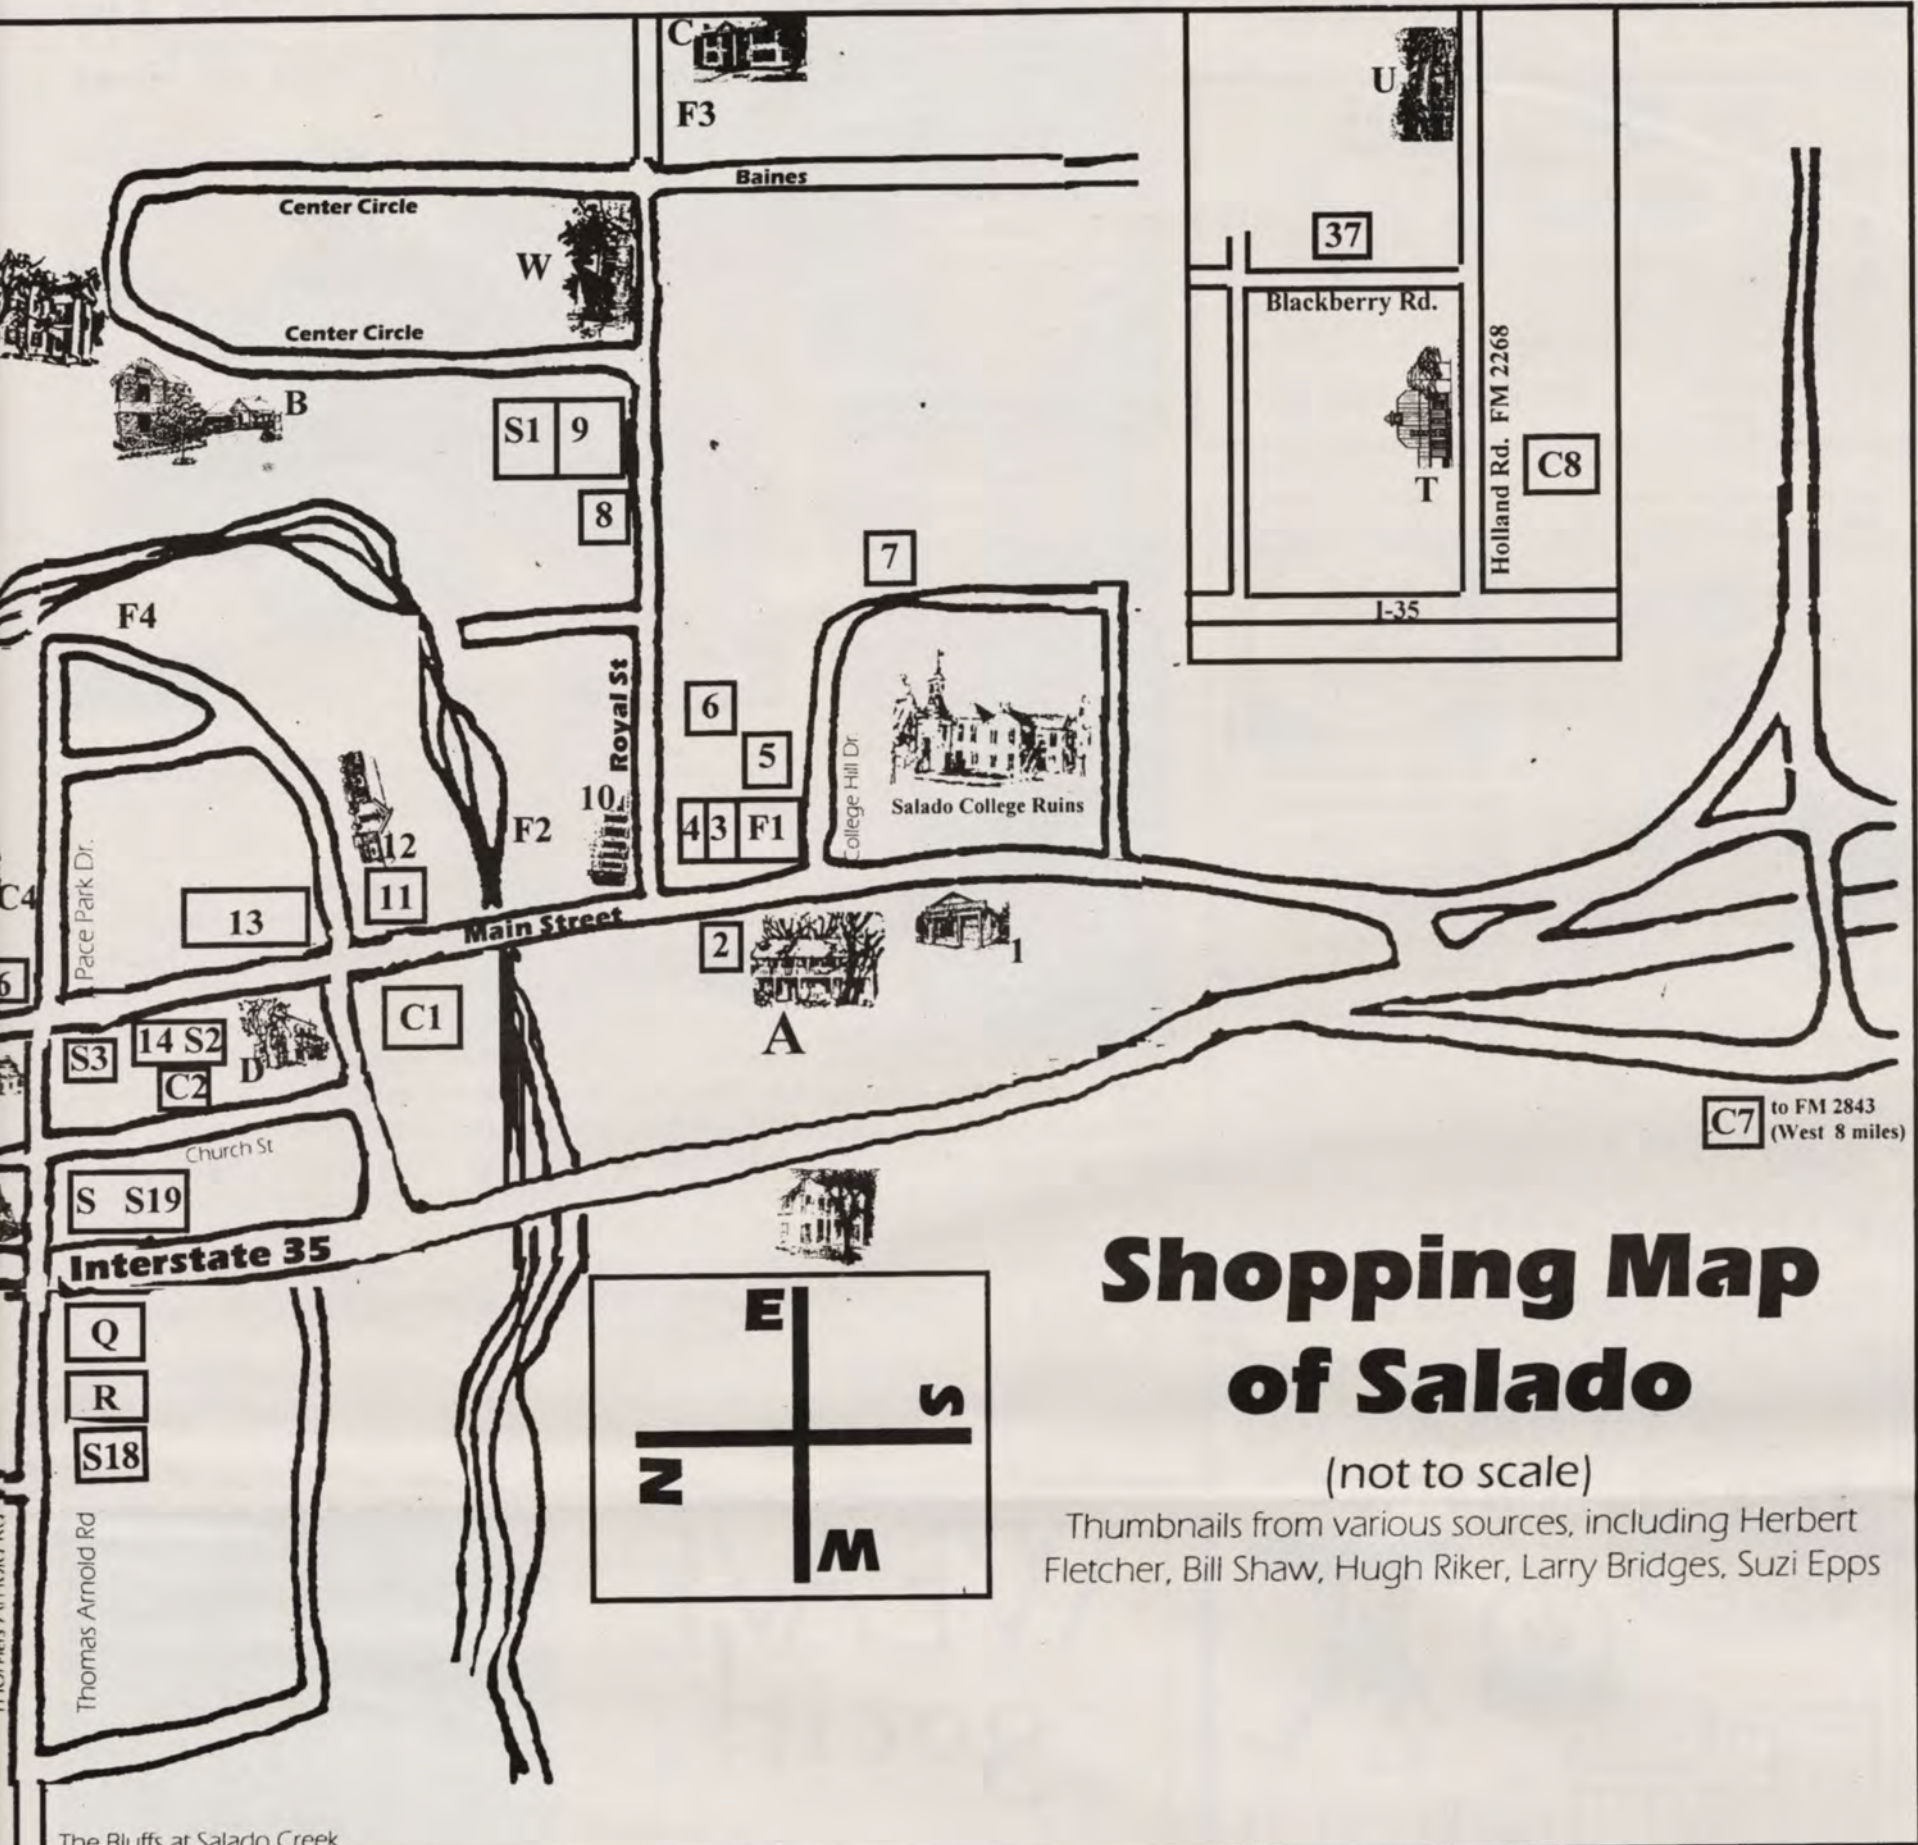 C
F3
U
Baines
Center Circle
W
37
Blackberry Rd.
Center Circle
B
S1 9
8
Holland Rd. FM 2268
C8
T
7
I-35
F4
Royal St
6
5
College Hill Dr.
Salado College Ruins
10
4 3 F1
F2
12
11
C4
Pace Park Dr.
13
Main Street
2
1
6
A
C1
14 S2
S3
D
C2
Church St
C7
to FM 2843
(West 8 miles)
S S19
Interstate 35
Q
R
S18
Thomas Arnold Rd
Thomas Arnold Rd
E
S
N
W
Shopping Map
of Salado
(not to scale)
Thumbnails from various sources, including Herbert
Fletcher, Bill Shaw, Hugh Riker, Larry Bridges, Suzi Epps
The Bluffs at Salado Creek